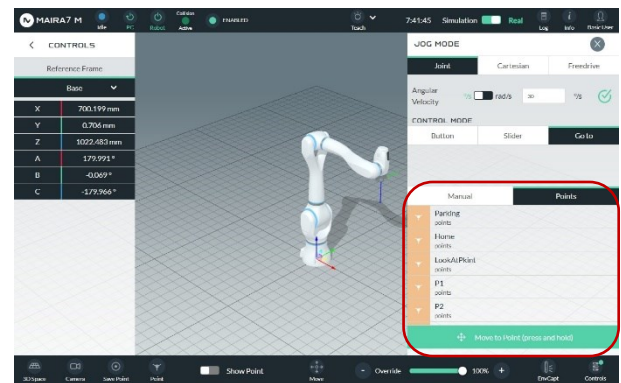 MAIRA7 M
Idle
PC
Robot
Collision
Active
ENABLED
Teach
7:41:45 Simulation Real
Log
Info
Basic User
CONTROLS
Reference Frame
Base
X 700.199 mm
Y 0.706 mm
Z 1022.483 mm
A 179.991 °
B -0.069 °
C -179.966 °
JOG MODE
Joint Cartesian Freedrive
Angular
Velocity
°/s rad/s °/s
CONTROL MODE
Button Slider Go to
Manual Points
Parking
points
Home
points
LookAtPkint
points
P1
points
P2
points
Move to Point (press and hold)
3D Space
Camera
Save Point
Point
Show Point
Move
- Override 100% +
EnvCapt
Controls